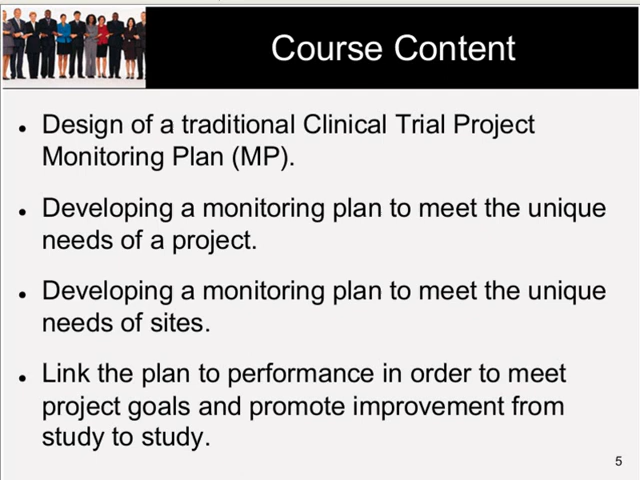 Course Content
• Design of a traditional Clinical Trial Project
Monitoring Plan (MP).
• Developing a monitoring plan to meet the unique
needs of a project.
• Developing a monitoring plan to meet the unique
needs of sites.
• Link the plan to performance in order to meet
project goals and promote improvement from
study to study.
5